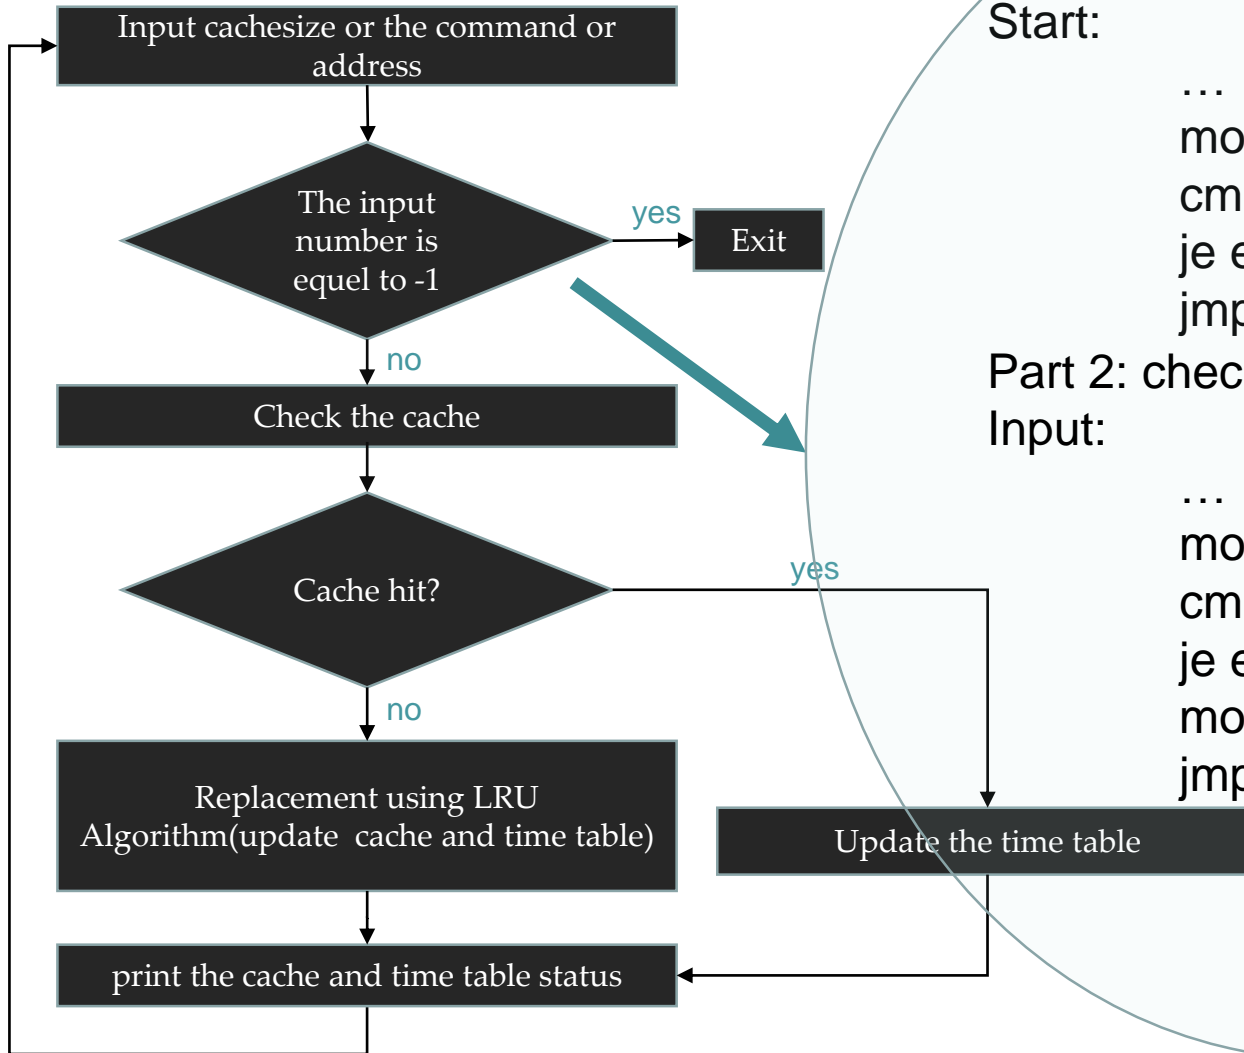 Input cachesize or the command or
address
The input
number is
equel to -1
yes
Exit
no
Check the cache
Cache hit?
yes
no
Replacement using LRU
Algorithm(update  cache and time table)
Update the time table
print the cache and time table status
Start:
…
mo
cm
je e
jmp
Part 2: chec
Input:
…
mo
cm
je e
mo
jmp